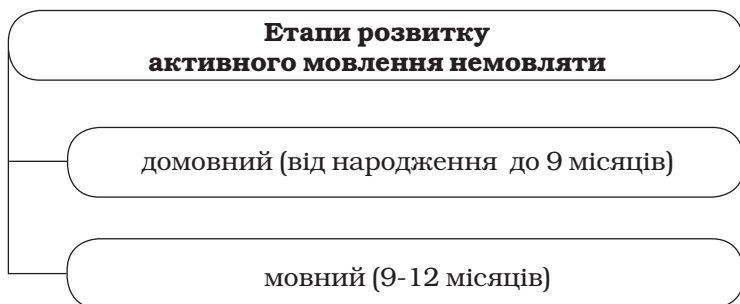 Етапи розвитку
активного мовлення немовляти
домовний (від народження до 9 місяців)
мовний (9-12 місяців)